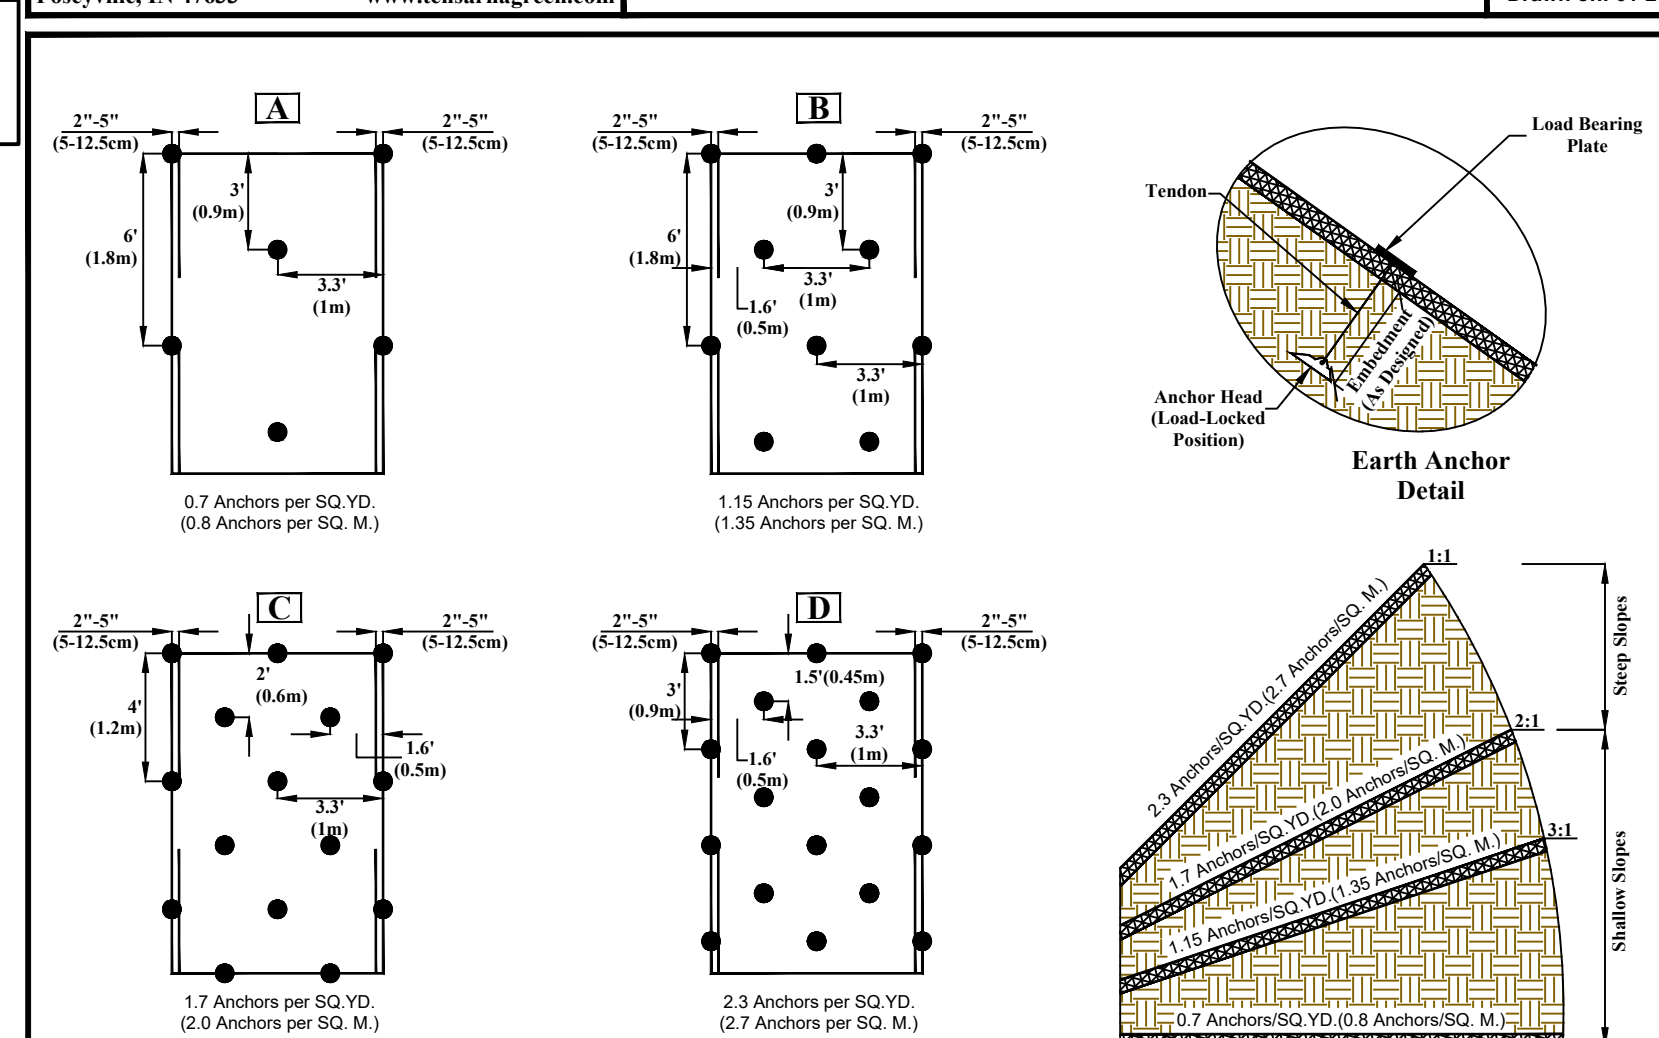 www.tensarnagreen.com
A
2"-5"
(5-12.5cm)
2"-5"
(5-12.5cm)
3'
(0.9m)
6'
(1.8m)
3.3'
(1m)
0.7 Anchors per SQ.YD.
(0.8 Anchors per SQ. M.)
B
2"-5"
(5-12.5cm)
2"-5"
(5-12.5cm)
3'
(0.9m)
6'
(1.8m)
3.3'
(1m)
1.6'
(0.5m)
3.3'
(1m)
1.15 Anchors per SQ.YD.
(1.35 Anchors per SQ. M.)
Load Bearing
Plate
Tendon
Embedment
(As Designed)
Anchor Head
(Load-Locked
Position)
Earth Anchor
Detail
C
2"-5"
(5-12.5cm)
2"-5"
(5-12.5cm)
2'
(0.6m)
4'
(1.2m)
1.6'
(0.5m)
3.3'
(1m)
1.7 Anchors per SQ.YD.
(2.0 Anchors per SQ. M.)
D
2"-5"
(5-12.5cm)
2"-5"
(5-12.5cm)
1.5'(0.45m)
3'
(0.9m)
3.3'
(1m)
1.6'
(0.5m)
2.3 Anchors per SQ.YD.
(2.7 Anchors per SQ. M.)
1:1
2.3 Anchors/SQ.YD.(2.7 Anchors/SQ. M.)
Steep Slopes
2:1
1.7 Anchors/SQ.YD.(2.0 Anchors/SQ. M.)
3:1
1.15 Anchors/SQ.YD.(1.35 Anchors/SQ. M.)
Shallow Slopes
0.7 Anchors/SQ.YD.(0.8 Anchors/SQ. M.)